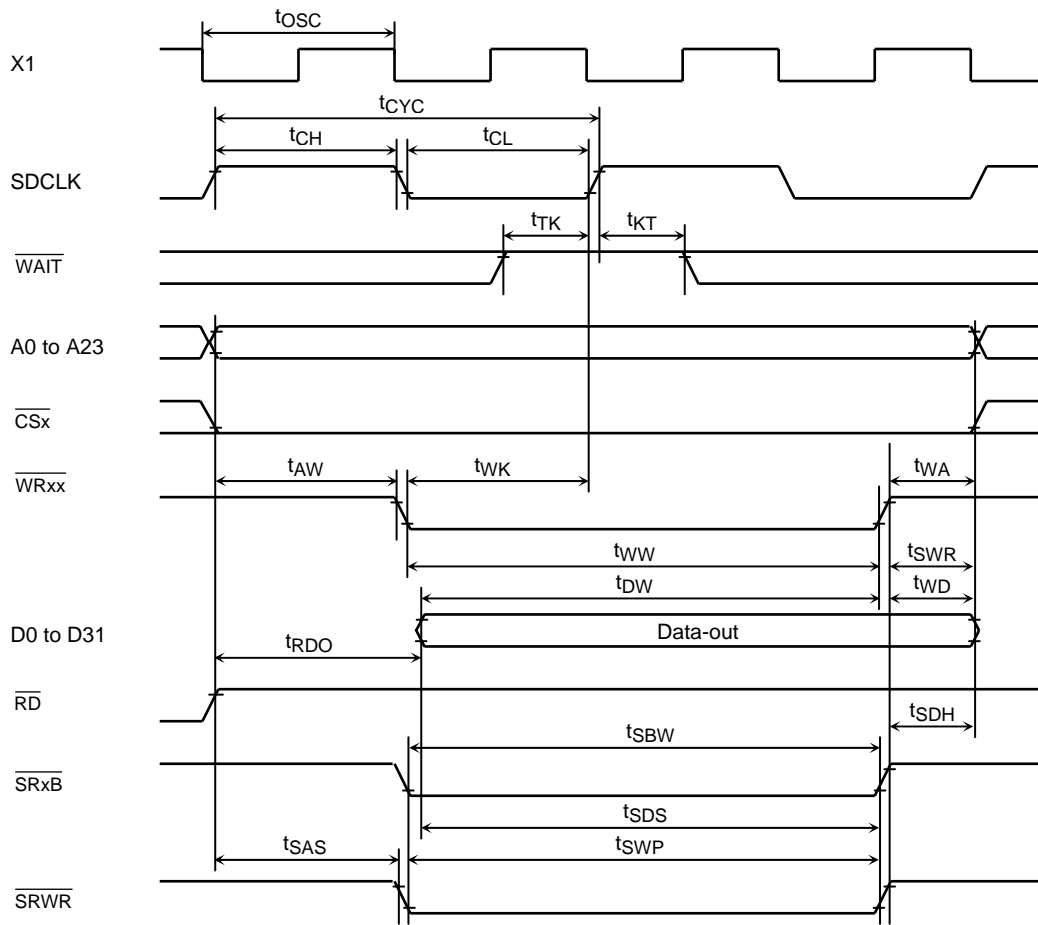 tOSC
X1
tCYC
tCH
tCL
SDCLK
tTK
tKT
WAIT
A0 to A23
CSx
tAW
tWK
tWA
WRxx
tWW
tSWR
tDW
tWD
D0 to D31
Data-out
tRDO
RD
tSDH
tSBW
SRxB
tSDS
tSAS
tSWP
SRWR